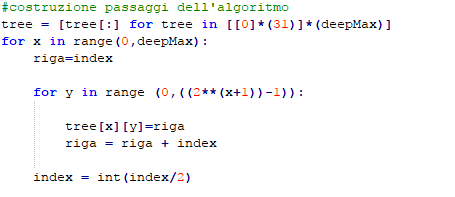 #costruzione passaggi dell'algoritmo
tree = [tree[:] for tree in [[0]*(31)]*(deepMax)]
for x in range(0,deepMax):
    riga=index
    for y in range (0,((2**(x+1))-1)):
        tree[x][y]=riga
        riga = riga + index
    index = int(index/2)